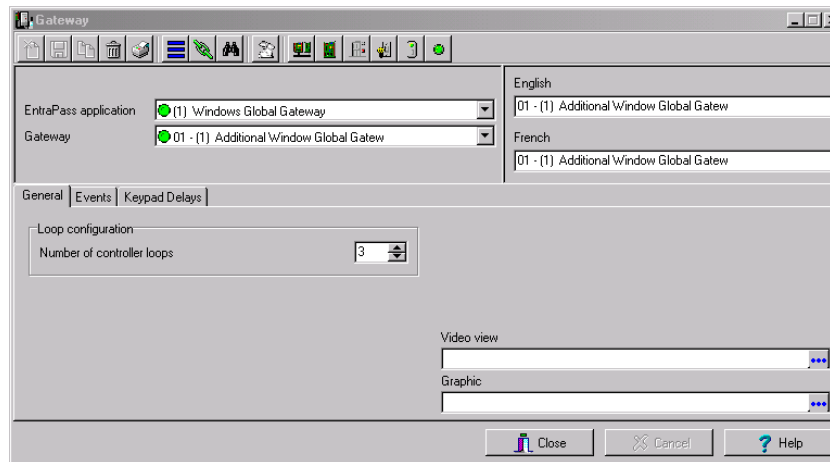 Gateway
English
EntraPass application
(1) Windows Global Gateway
01 - (1) Additional Window Global Gatew
Gateway
01 - (1) Additional Window Global Gatew
French
01 - (1) Additional Window Global Gatew
General
Events
Keypad Delays
Loop configuration
Number of controller loops
3
Video view
Graphic
Close
Cancel
Help